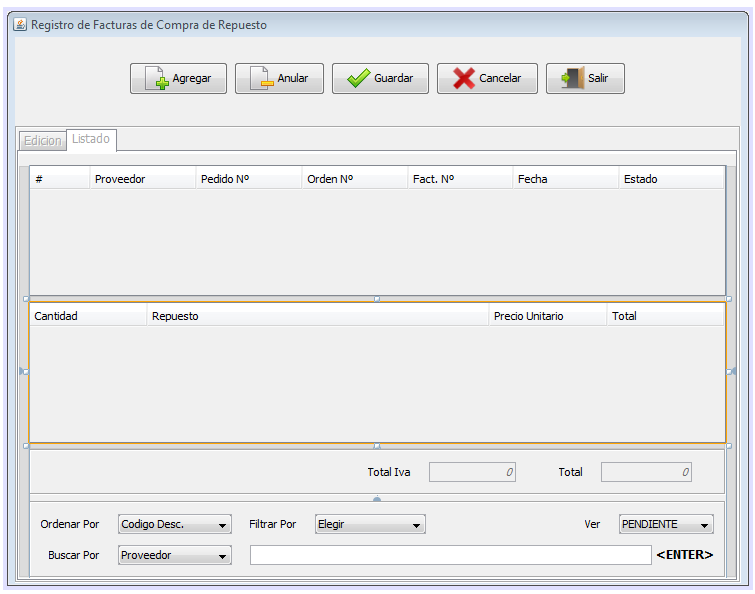 Registro de Facturas de Compra de Repuesto
Agregar Anular Guardar Cancelar Salir
Edicion Listado
# Proveedor Pedido Nº Orden Nº Fact. Nº Fecha Estado
Cantidad Repuesto Precio Unitario Total
Total Iva 0 Total 0
Ordenar Por Codigo Desc. Filtrar Por Elegir Ver PENDIENTE
Buscar Por Proveedor <ENTER>